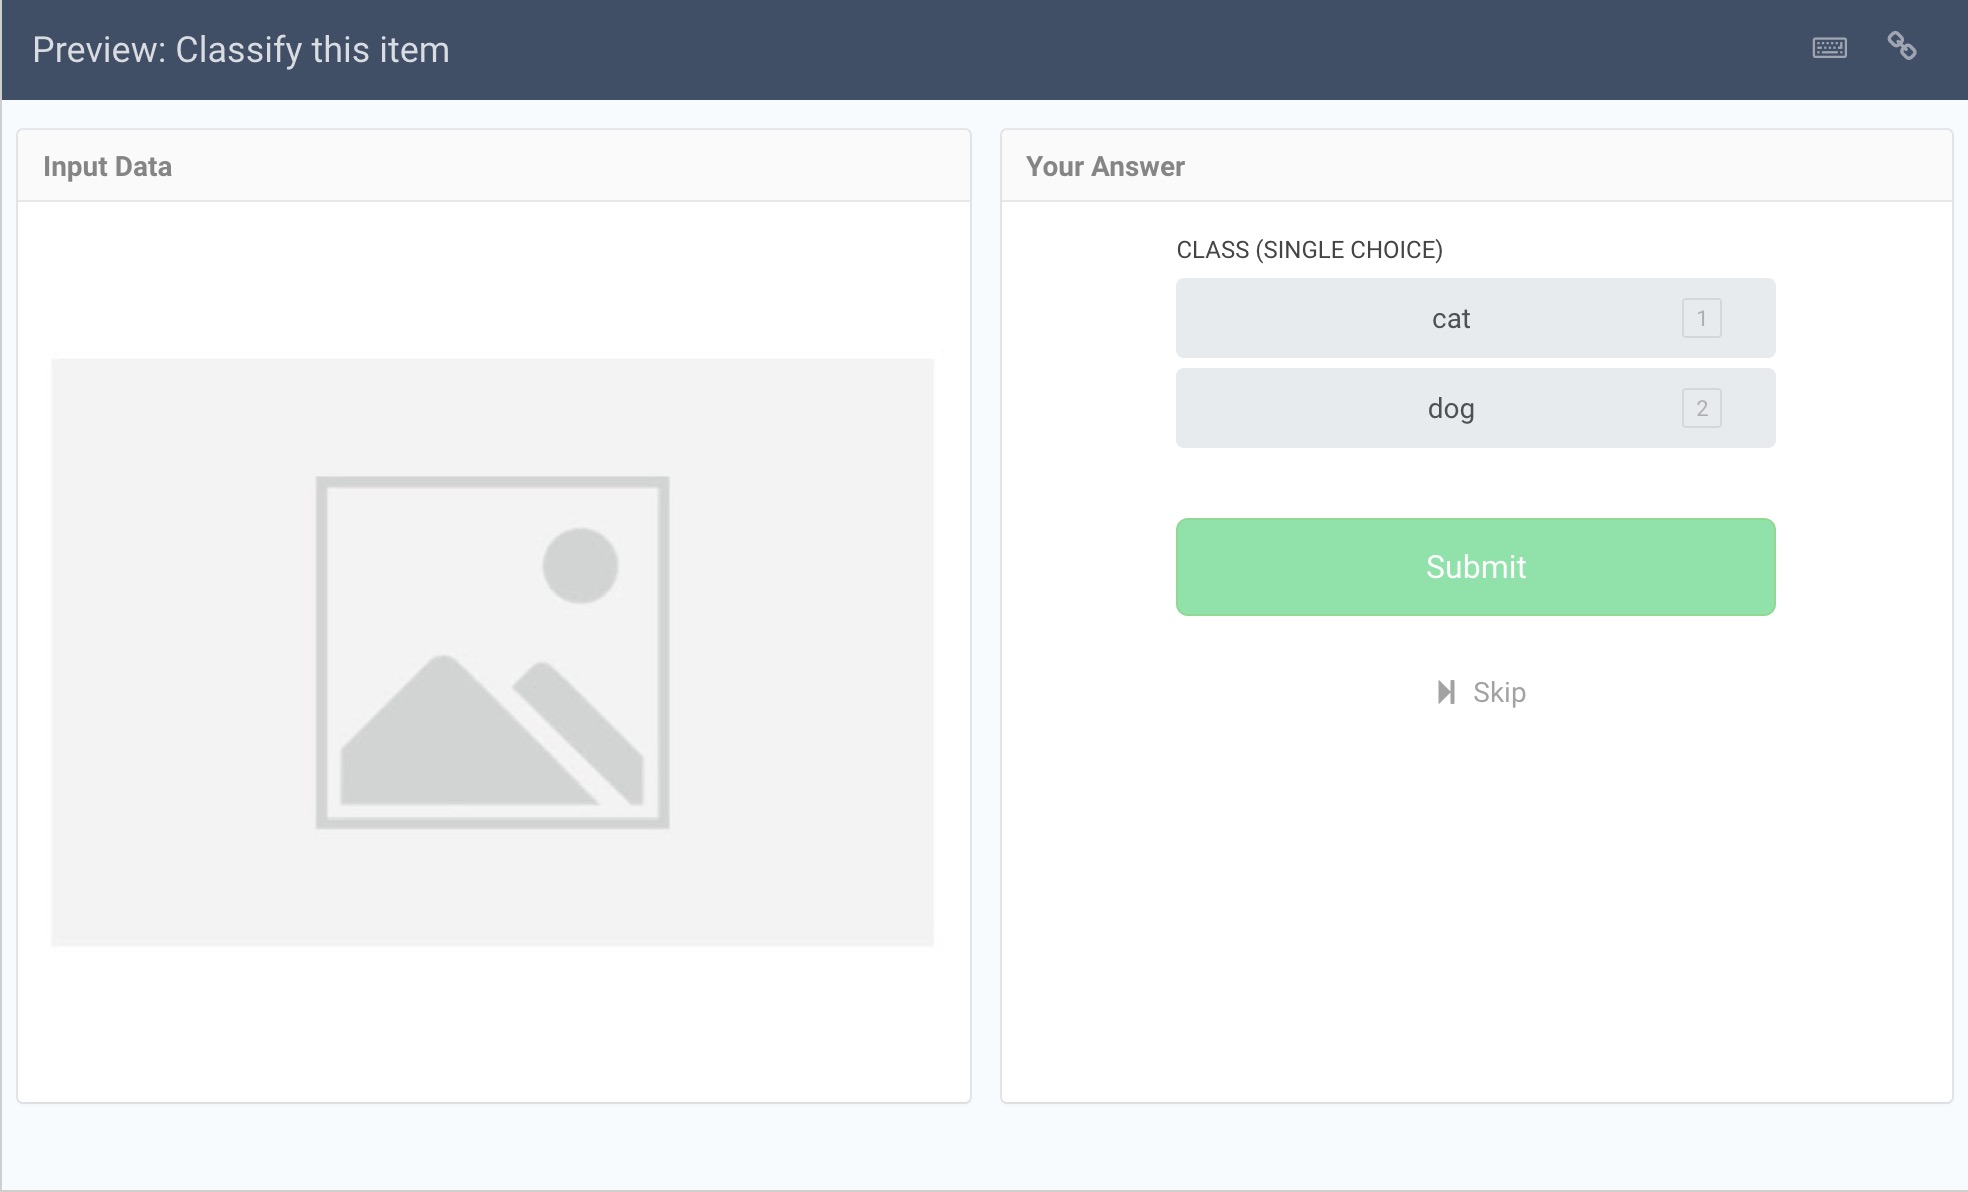 Preview: Classify this item
Input Data
Your Answer
CLASS (SINGLE CHOICE)
cat 1
dog 2
Submit
Skip